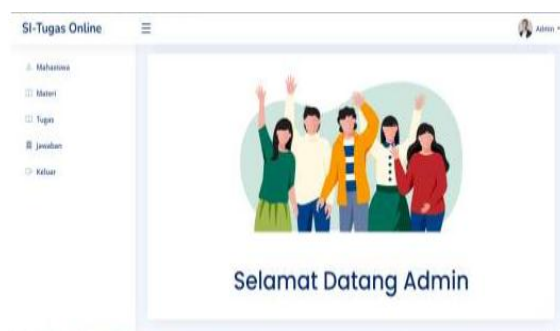 SI-Tugas Online
Admin
Mahasiswa
Materi
Tugas
Jawaban
Keluar
Selamat Datang Admin